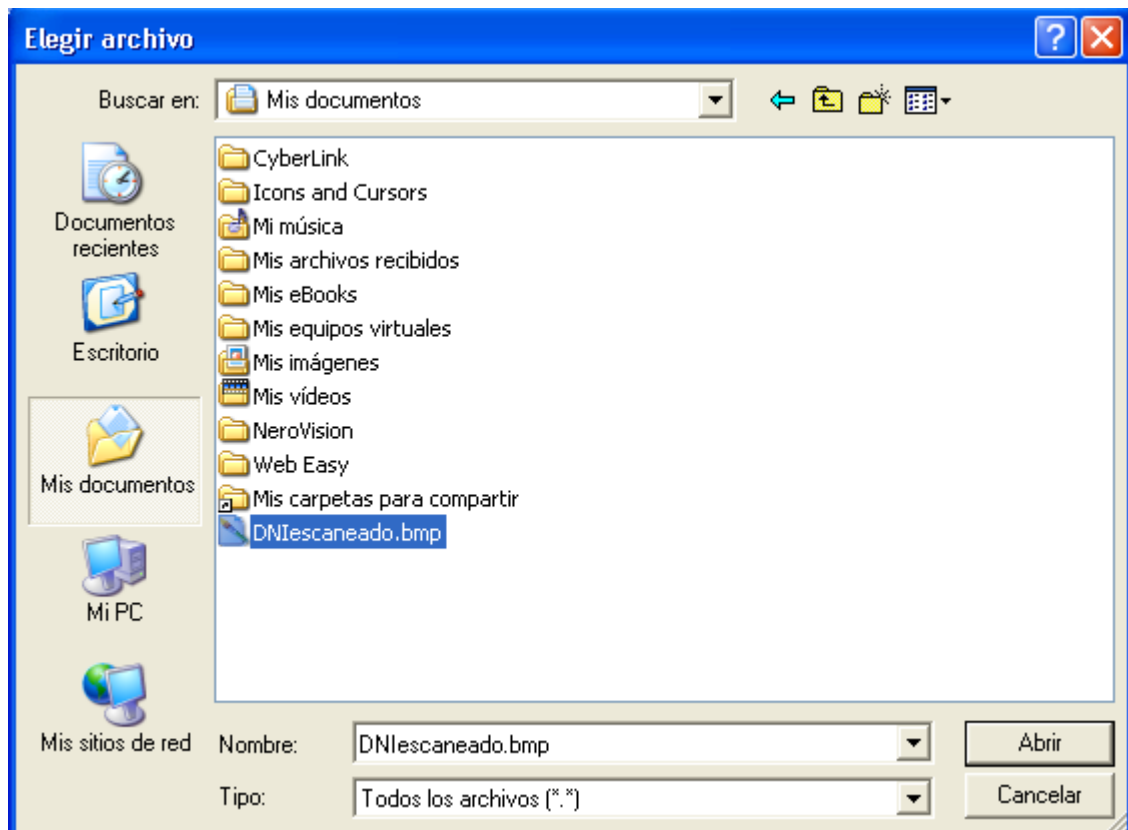 Elegir archivo
Buscar en:
Mis documentos
Documentos
recientes
Escritorio
Mis documentos
Mi PC
Mis sitios de red
CyberLink
Icons and Cursors
Mi música
Mis archivos recibidos
Mis eBooks
Mis equipos virtuales
Mis imágenes
Mis vídeos
NeroVision
Web Easy
Mis carpetas para compartir
DNIescaneado.bmp
Nombre:
DNIescaneado.bmp
Abrir
Tipo:
Todos los archivos (*.*)
Cancelar